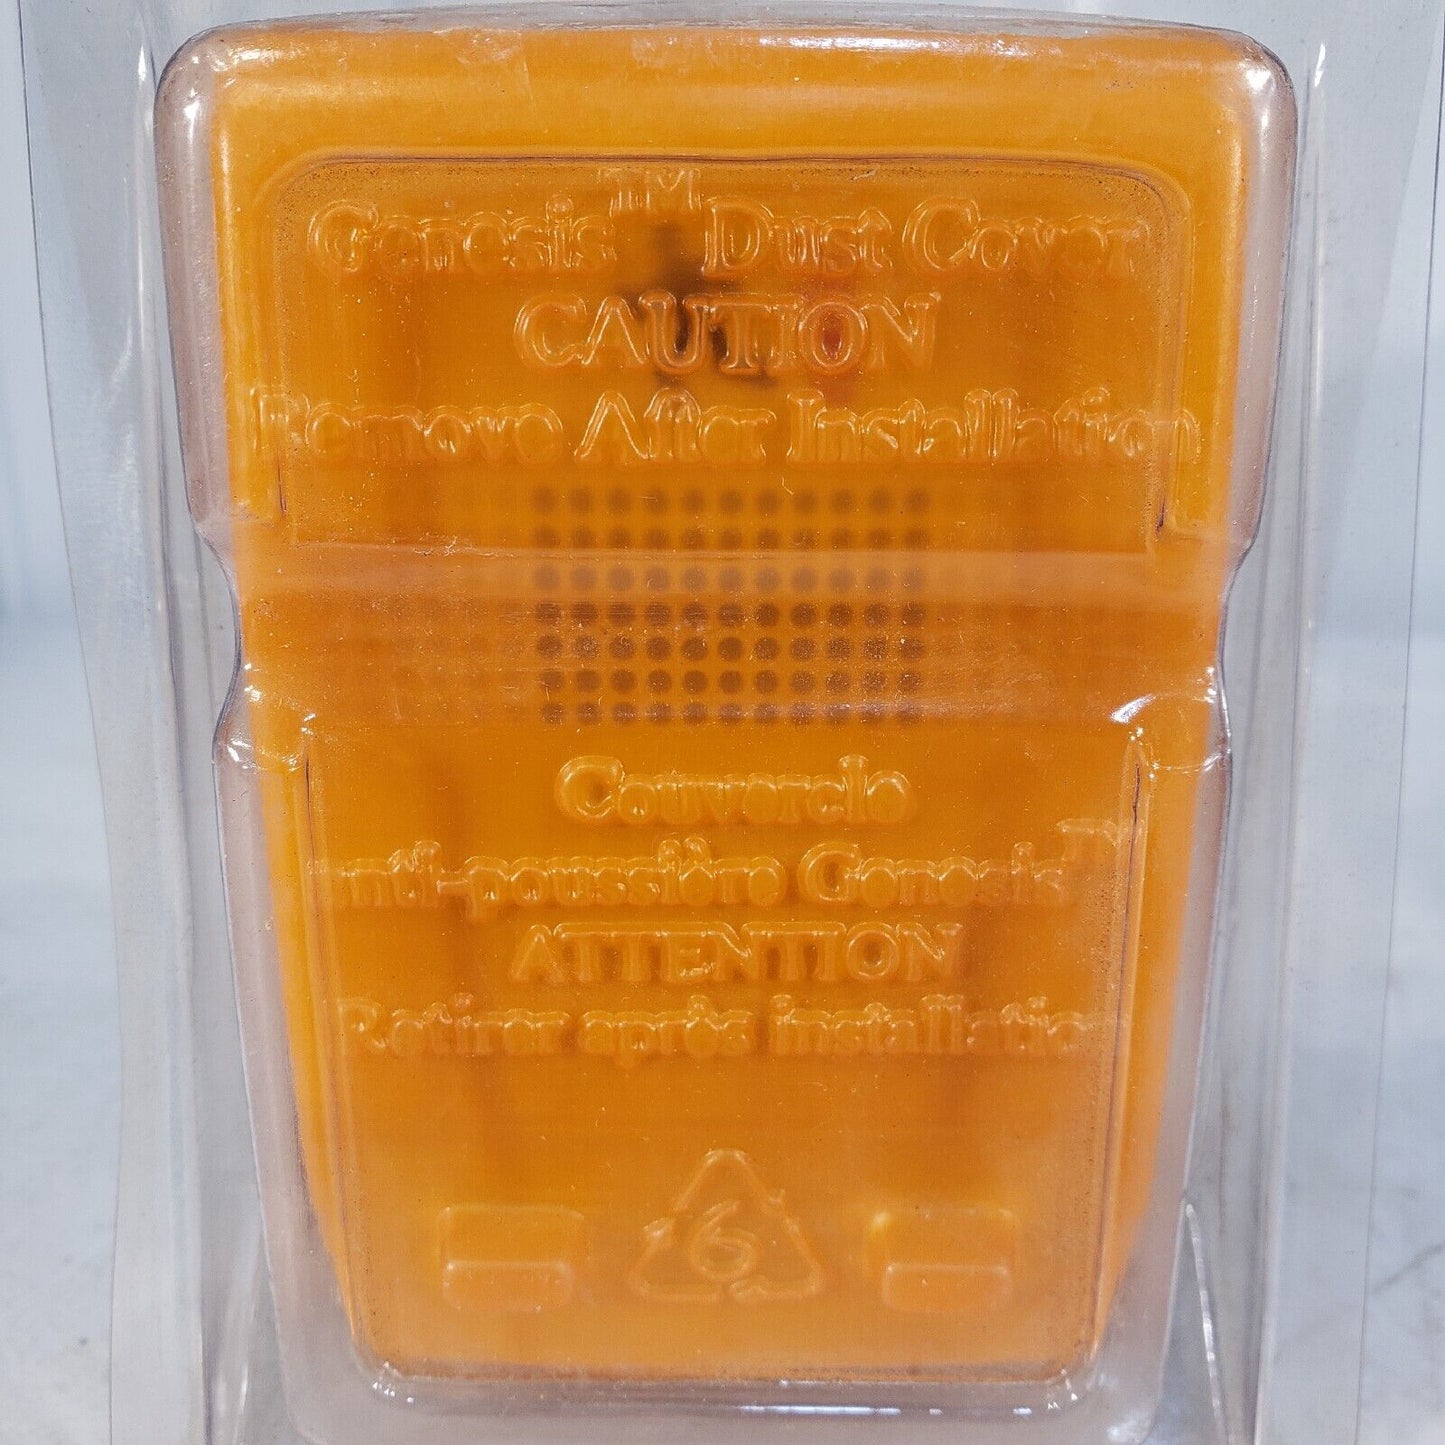 Genesis™ Dust Cover
CAUTION
Remove After Installation
Couvercle
anti-poussière Genesis™
ATTENTION
Retirer après installation
6